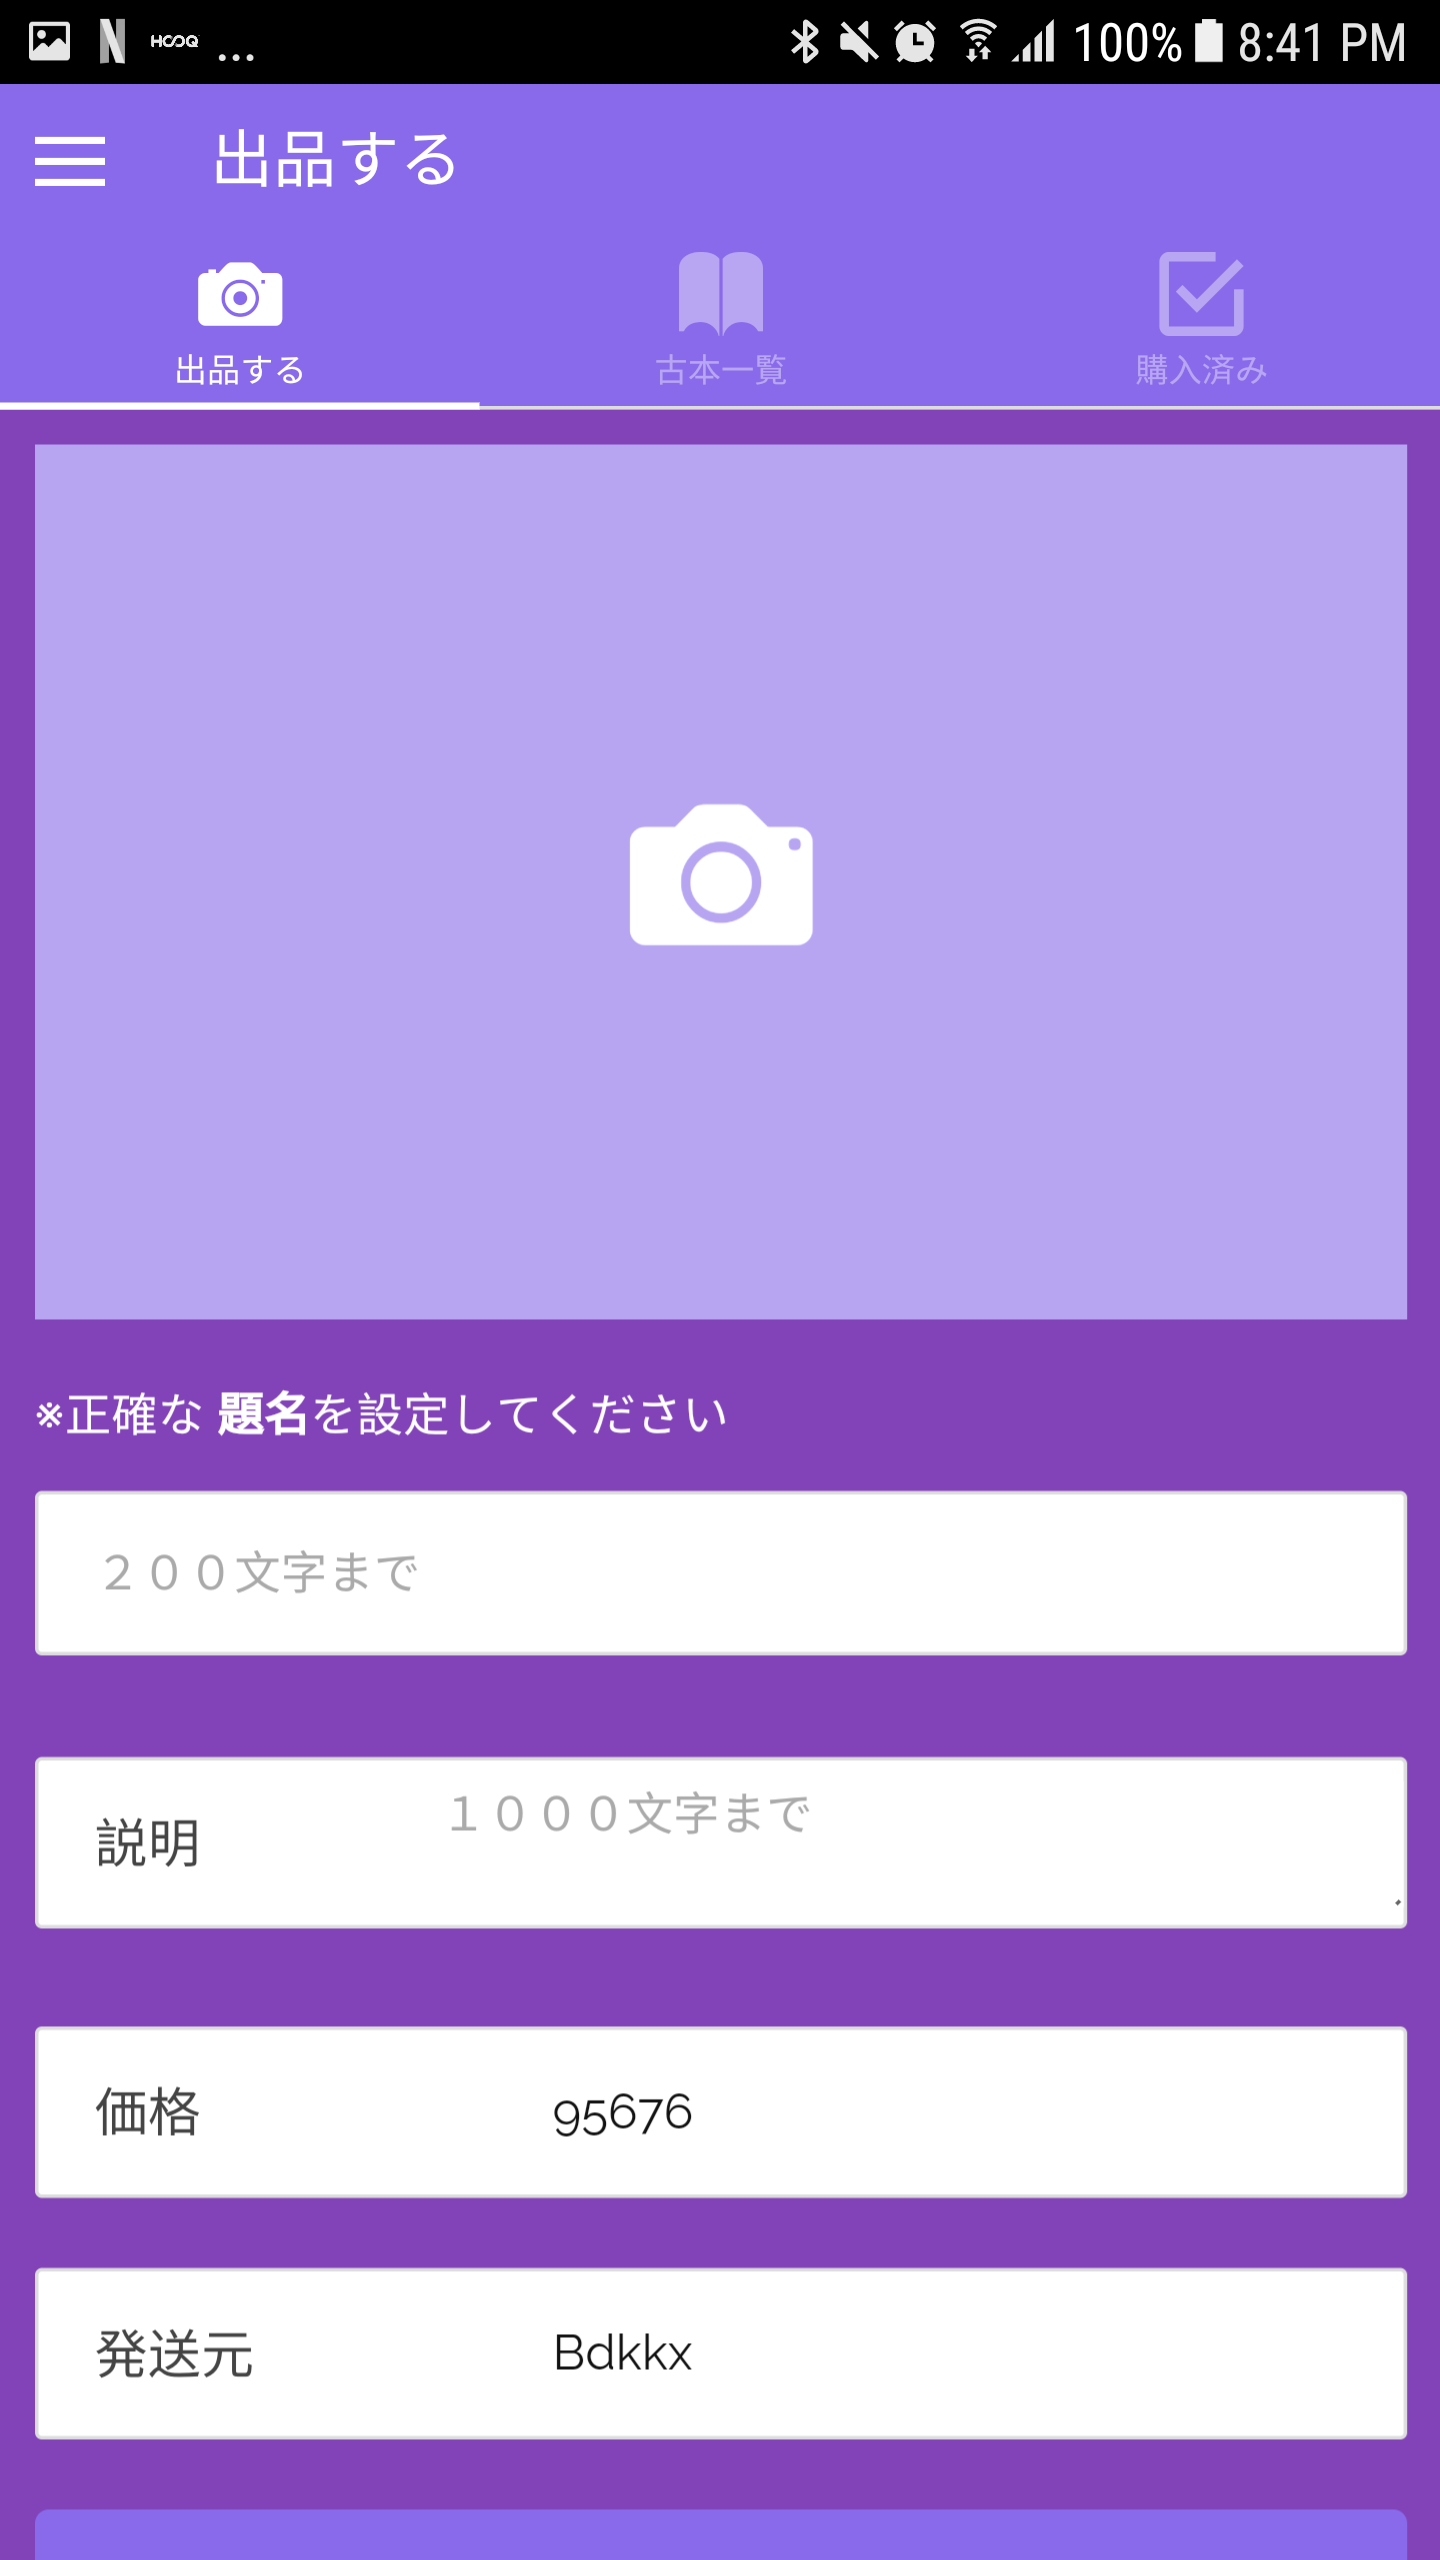 HOOQ ... 100% 8:41 PM
出品する
出品する 古本一覧 購入済み
※正確な 題名を設定してください
２００文字まで
説明 １０００文字まで
価格 95676
発送元 Bdkkx